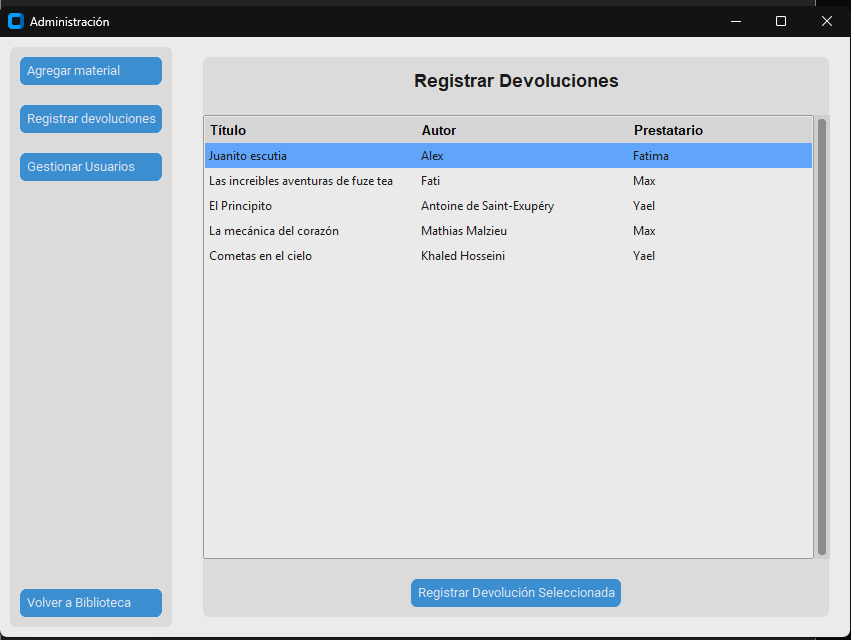 Administración
Agregar material
Registrar devoluciones
Gestionar Usuarios
Volver a Biblioteca
Registrar Devoluciones
Título Autor Prestatario
Juanito escutia Alex Fatima
Las increibles aventuras de fuze tea Fati Max
El Principito Antoine de Saint-Exupéry Yael
La mecánica del corazón Mathias Malzieu Max
Cometas en el cielo Khaled Hosseini Yael
Registrar Devolución Seleccionada